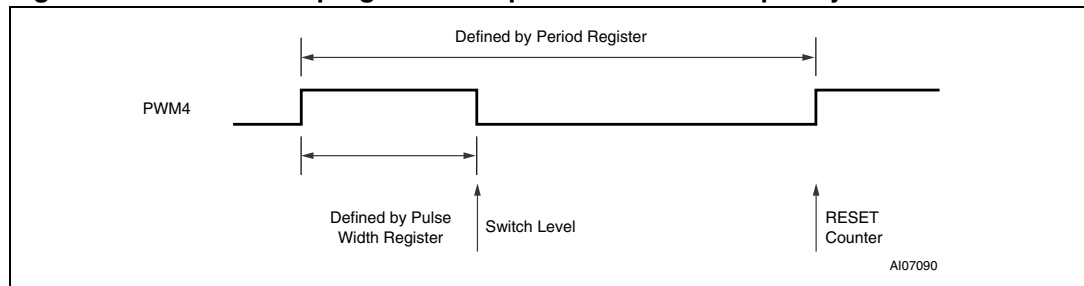 Defined by Period Register
PWM4
Defined by Pulse
Width Register
Switch Level
RESET
Counter
AI07090